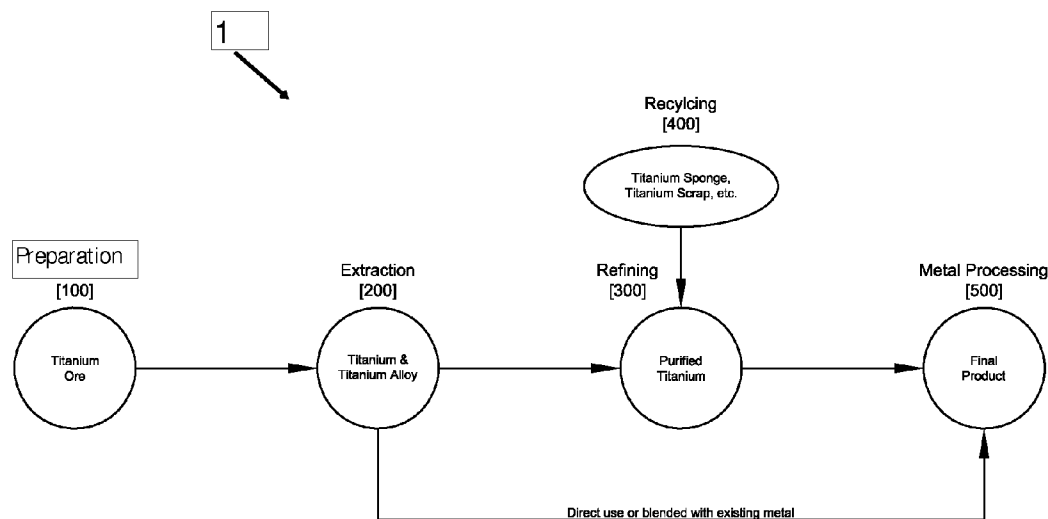 1
Recylcing
[400]
Titanium Sponge,
Titanium Scrap, etc.
Preparation
[100]
Titanium
Ore
Extraction
[200]
Titanium &
Titanium Alloy
Refining
[300]
Purified
Titanium
Metal Processing
[500]
Final
Product
Direct use or blended with existing metal